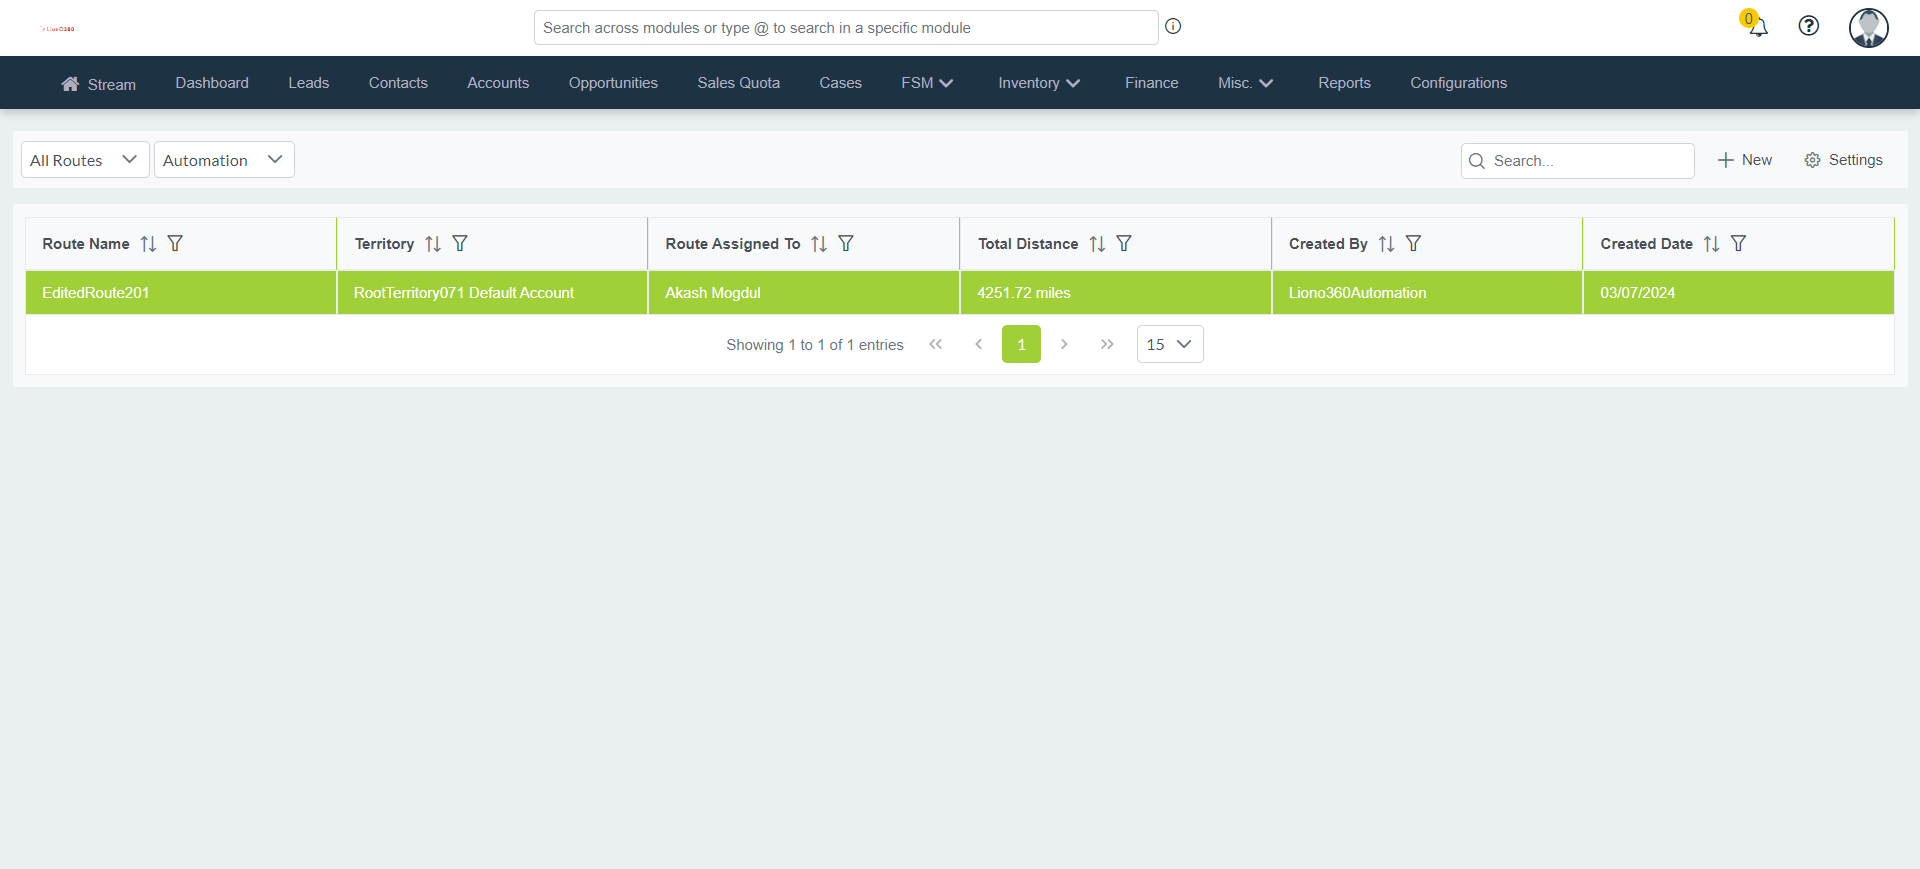 Search across modules or type @ to search in a specific module
0
Stream Dashboard Leads Contacts Accounts Opportunities Sales Quota Cases FSM Inventory Finance Misc. Reports Configurations
All Routes Automation Search... New Settings
Route Name Territory Route Assigned To Total Distance Created By Created Date
EditedRoute201 RootTerritory071 Default Account Akash Mogdul 4251.72 miles Liono360Automation 03/07/2024
Showing 1 to 1 of 1 entries 1 15